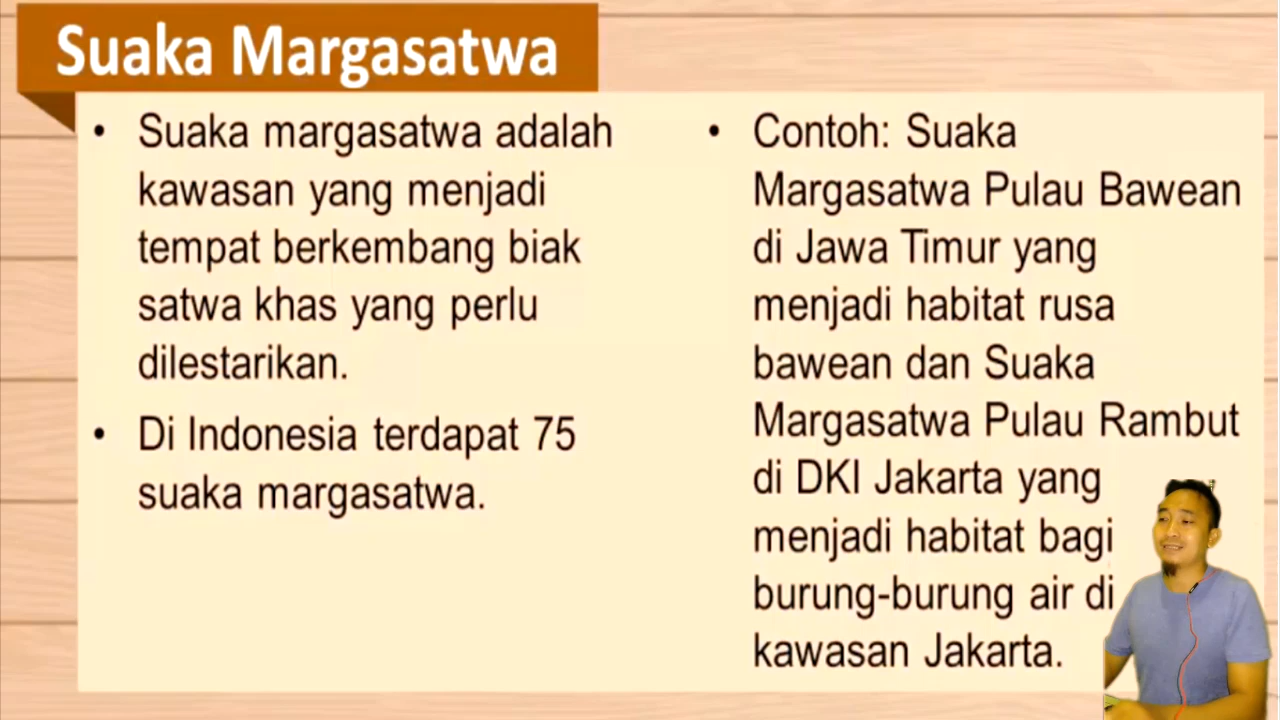 Suaka Margasatwa
• Suaka margasatwa adalah
kawasan yang menjadi
tempat berkembang biak
satwa khas yang perlu
dilestarikan.
• Di Indonesia terdapat 75
suaka margasatwa.
• Contoh: Suaka
Margasatwa Pulau Bawean
di Jawa Timur yang
menjadi habitat rusa
bawean dan Suaka
Margasatwa Pulau Rambut
di DKI Jakarta yang
menjadi habitat bagi
burung-burung air di
kawasan Jakarta.